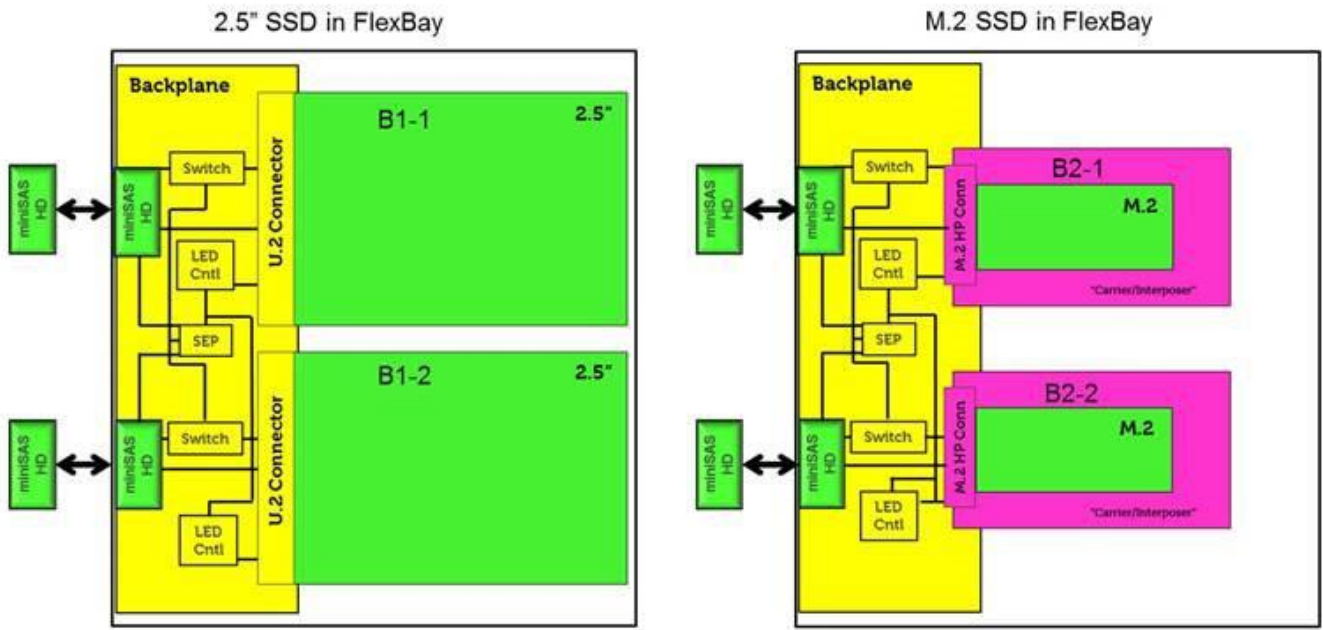 2.5” SSD in FlexBay
Backplane
B1-1
2.5"
U.2 Connector
Switch
miniSAS
HD
miniSAS
HD
LED
Cntl
SEP
B1-2
2.5"
U.2 Connector
Switch
miniSAS
HD
miniSAS
HD
LED
Cntl
M.2 SSD in FlexBay
Backplane
B2-1
M.2
"Carrier/Interposer"
M.2 HP Conn
Switch
miniSAS
HD
miniSAS
HD
LED
Cntl
SEP
B2-2
M.2
"Carrier/Interposer"
M.2 HP Conn
Switch
miniSAS
HD
miniSAS
HD
LED
Cntl